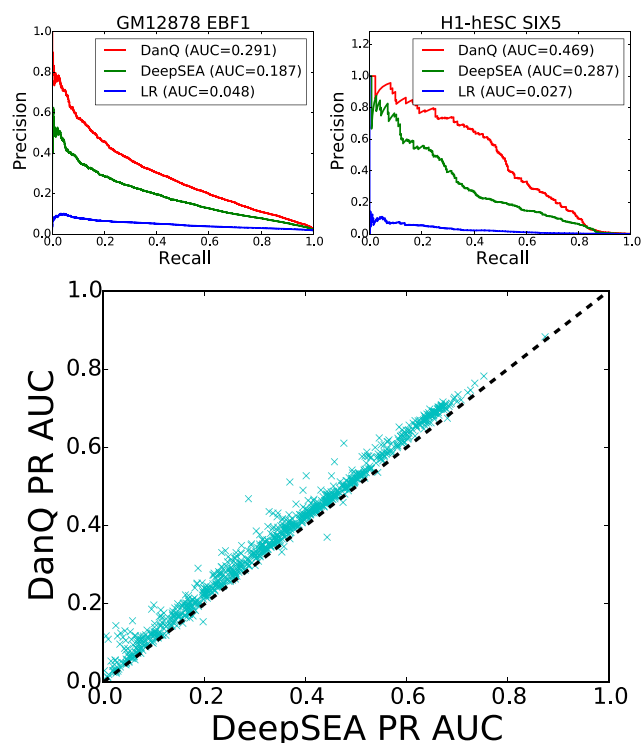 GM12878 EBF1
1.0
0.8
0.6
0.4
0.2
0.0
Precision
DanQ (AUC=0.291)
DeepSEA (AUC=0.187)
LR (AUC=0.048)
0.0 0.2 0.4 0.6 0.8 1.0
Recall
H1-hESC SIX5
1.2
1.0
0.8
0.6
0.4
0.2
0.0
Precision
DanQ (AUC=0.469)
DeepSEA (AUC=0.287)
LR (AUC=0.027)
0.0 0.2 0.4 0.6 0.8 1.0
Recall
1.0
0.8
0.6
0.4
0.2
0.0
DanQ PR AUC
0.0 0.2 0.4 0.6 0.8 1.0
DeepSEA PR AUC